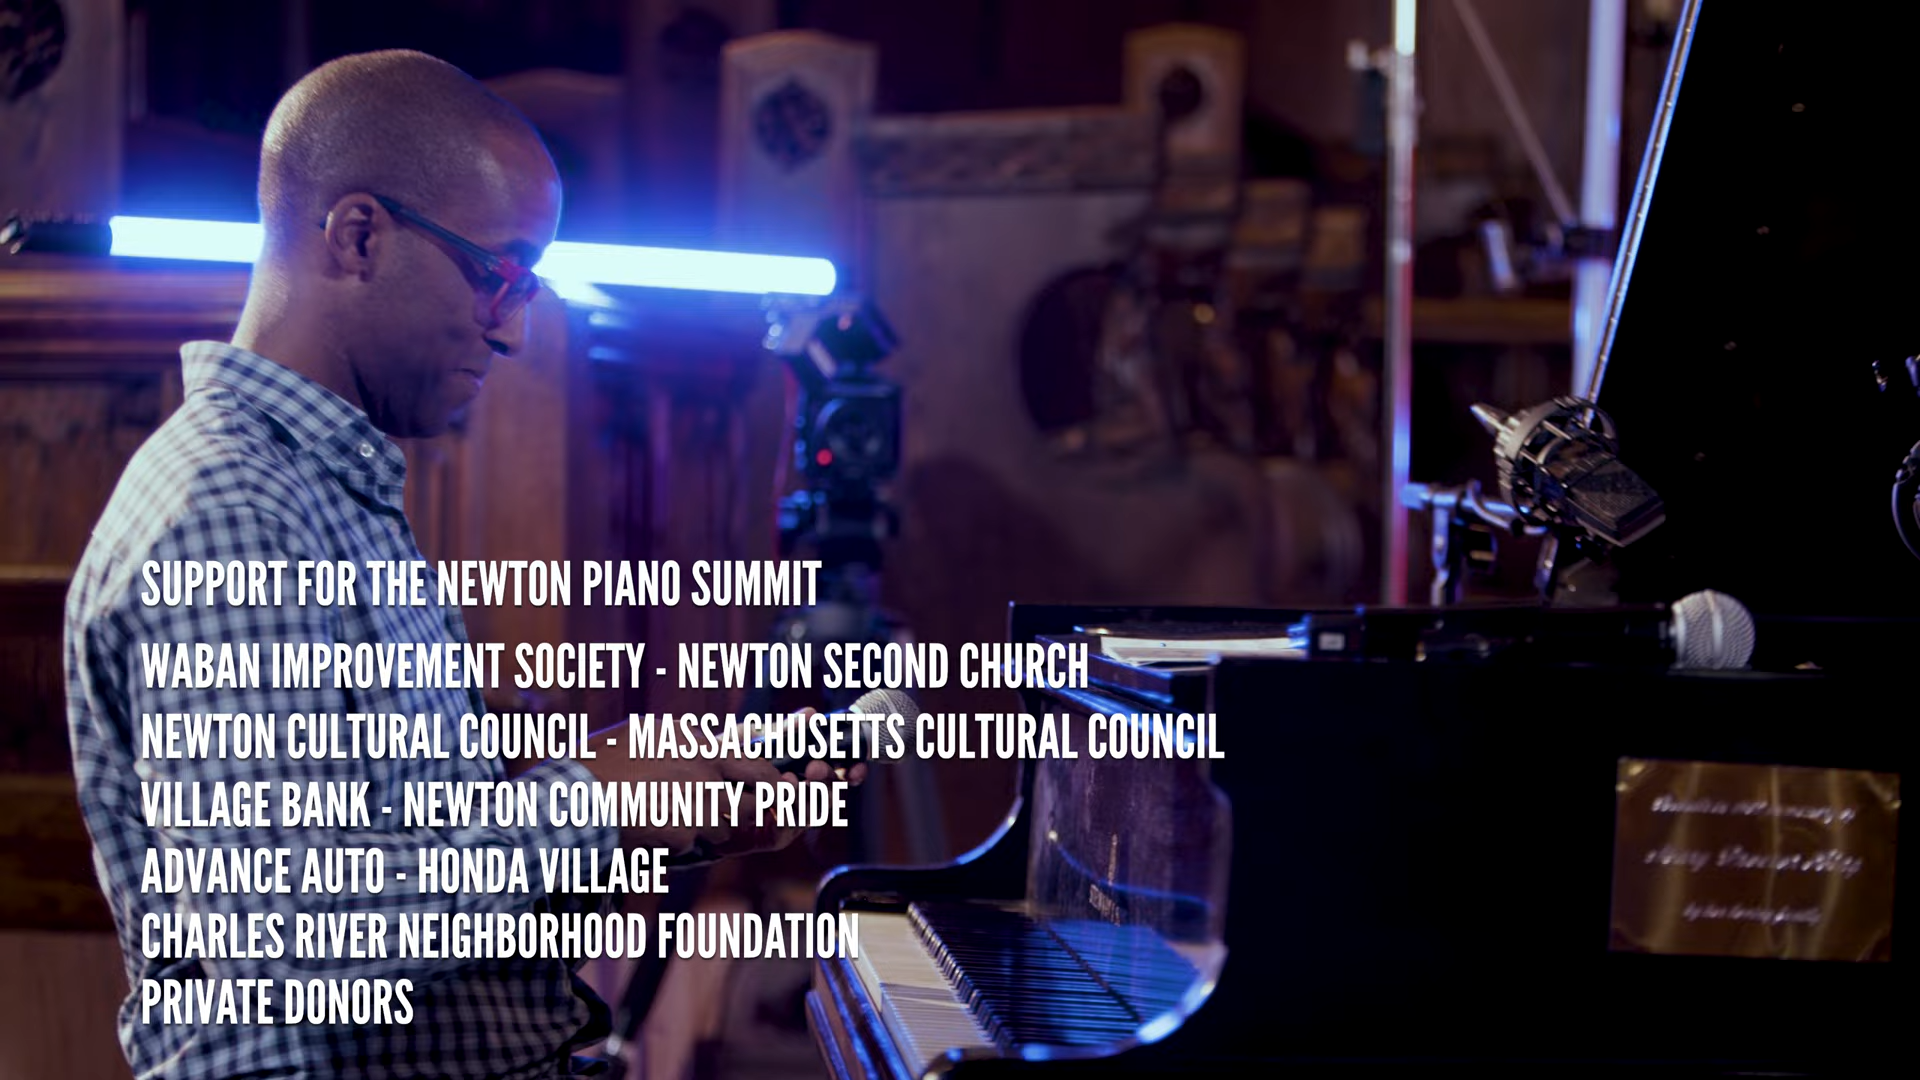 SUPPORT FOR THE NEWTON PIANO SUMMIT
WABAN IMPROVEMENT SOCIETY - NEWTON SECOND CHURCH
NEWTON CULTURAL COUNCIL - MASSACHUSETTS CULTURAL COUNCIL
VILLAGE BANK - NEWTON COMMUNITY PRIDE
ADVANCE AUTO - HONDA VILLAGE
CHARLES RIVER NEIGHBORHOOD FOUNDATION
PRIVATE DONORS